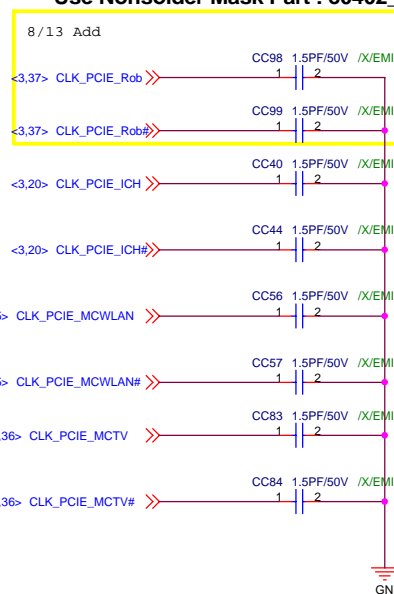 Use Nonsolder Mask Part :
8/13 Add
CC98 1.5PF/50V /X/EMI
<3,37> CLK_PCIE_Rob 1 2
CC99 1.5PF/50V /X/EMI
<3,37> CLK_PCIE_Rob# 1 2
CC40 1.5PF/50V /X/EMI
<3,20> CLK_PCIE_ICH 1 2
CC44 1.5PF/50V /X/EMI
<3,20> CLK_PCIE_ICH# 1 2
CC56 1.5PF/50V /X/EMI
> CLK_PCIE_MCWLAN 1 2
CC57 1.5PF/50V /X/EMI
> CLK_PCIE_MCWLAN# 1 2
CC83 1.5PF/50V /X/EMI
36> CLK_PCIE_MCTV 1 2
CC84 1.5PF/50V /X/EMI
36> CLK_PCIE_MCTV# 1 2
GN